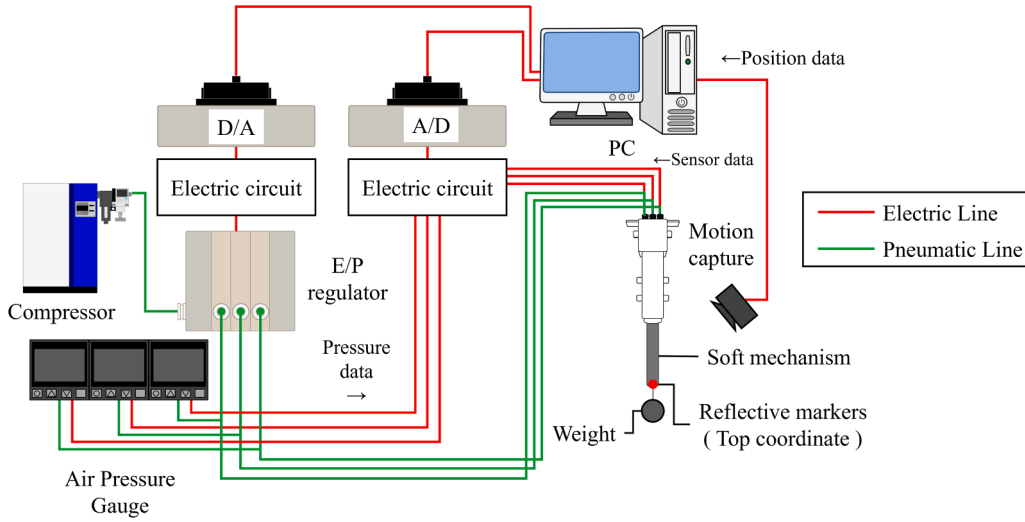 ←Position data
D/A
A/D
PC
←Sensor data
Electric circuit
Electric circuit
Motion
capture
Electric Line
Pneumatic Line
E/P
regulator
Compressor
Pressure
data
→
Soft mechanism
Reflective markers
( Top coordinate )
Weight
Air Pressure
Gauge